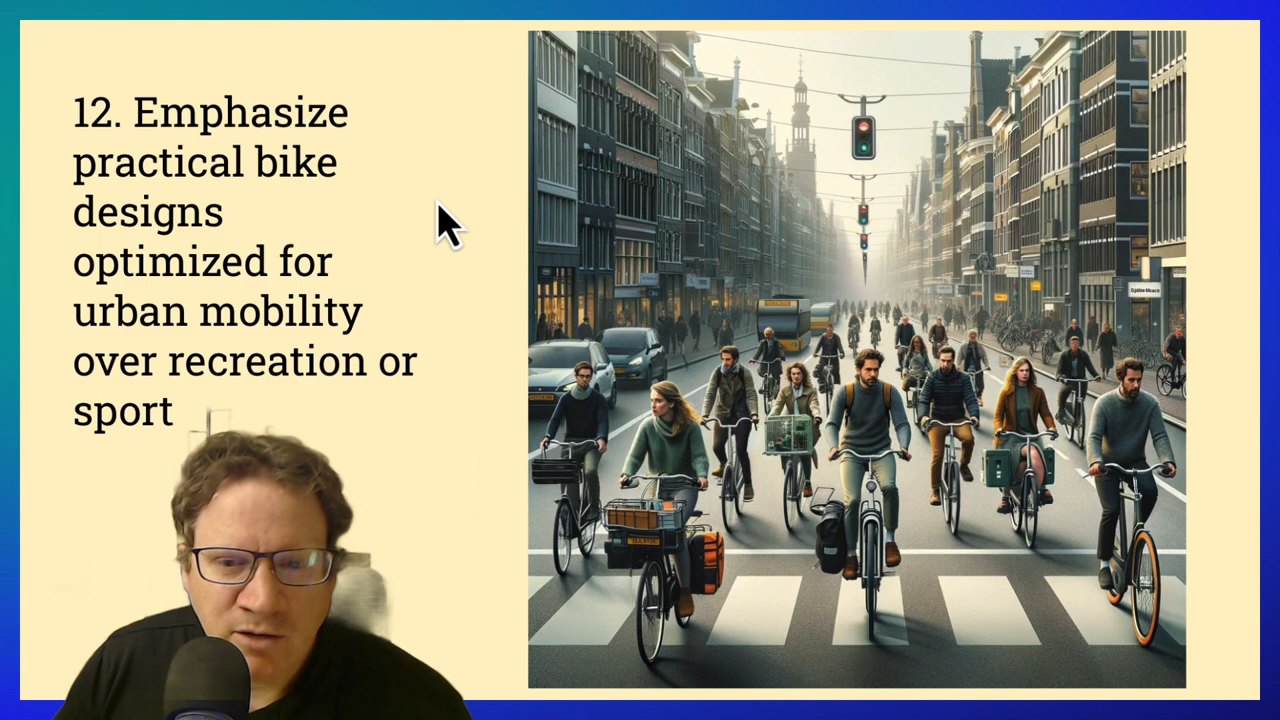 12. Emphasize
practical bike
designs
optimized for
urban mobility
over recreation or
sport